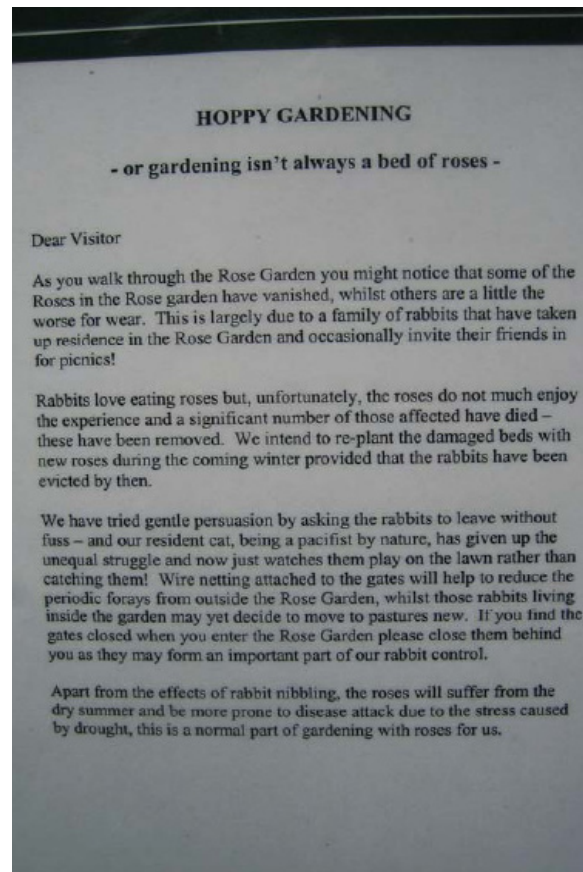 HOPPY GARDENING
- or gardening isn't always a bed of roses -
Dear Visitor
As you walk through the Rose Garden you might notice that some of the
Roses in the Rose garden have vanished, whilst others are a little the
worse for wear. This is largely due to a family of rabbits that have taken
up residence in the Rose Garden and occasionally invite their friends in
for picnics!
Rabbits love eating roses but, unfortunately, the roses do not much enjoy
the experience and a significant number of those affected have died –
these have been removed. We intend to re-plant the damaged beds with
new roses during the coming winter provided that the rabbits have been
evicted by then.
We have tried gentle persuasion by asking the rabbits to leave without
fuss – and our resident cat, being a pacifist by nature, has given up the
unequal struggle and now just watches them play on the lawn rather than
catching them! Wire netting attached to the gates will help to reduce the
periodic forays from outside the Rose Garden, whilst those rabbits living
inside the garden may yet decide to move to pastures new. If you find the
gates closed when you enter the Rose Garden please close them behind
you as they may form an important part of our rabbit control.
Apart from the effects of rabbit nibbling, the roses will suffer from the
dry summer and be more prone to disease attack due to the stress caused
by drought, this is a normal part of gardening with roses for us.